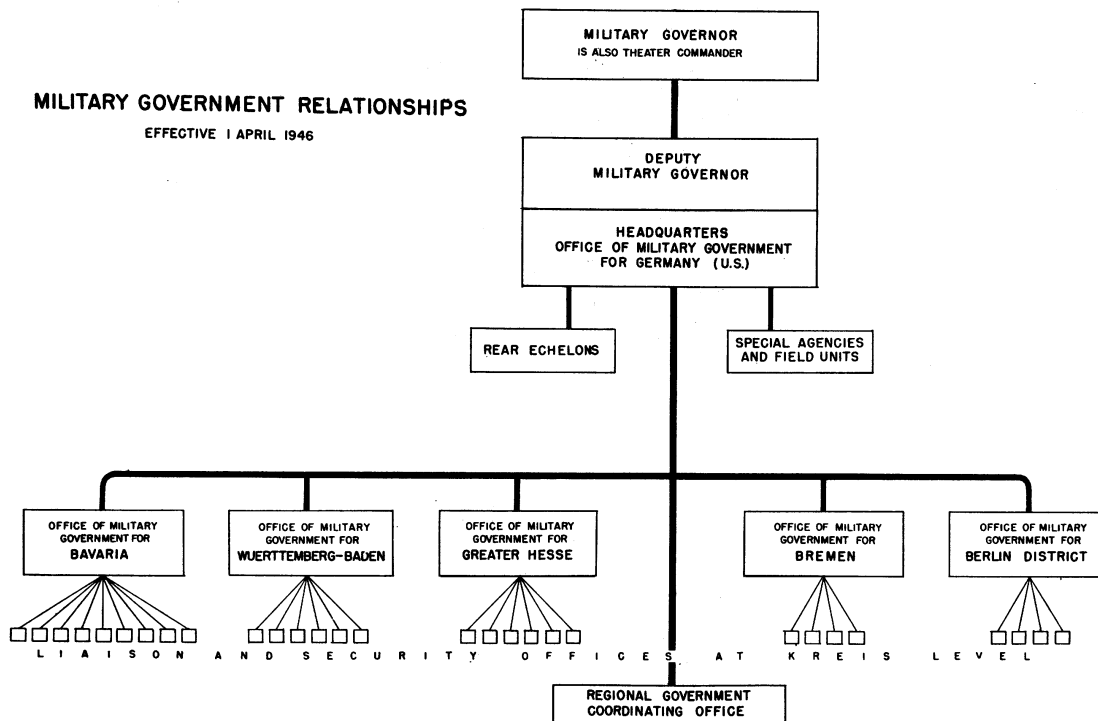 MILITARY GOVERNOR
IS ALSO THEATER COMMANDER
MILITARY GOVERNMENT RELATIONSHIPS
EFFECTIVE 1 APRIL 1946
DEPUTY
MILITARY GOVERNOR
HEADQUARTERS
OFFICE OF MILITARY GOVERNMENT
FOR GERMANY (U.S.)
REAR ECHELONS
SPECIAL AGENCIES
AND FIELD UNITS
OFFICE OF MILITARY
GOVERNMENT FOR
BAVARIA
OFFICE OF MILITARY
GOVERNMENT FOR
WUERTTEMBERG-BADEN
OFFICE OF MILITARY
GOVERNMENT FOR
GREATER HESSE
OFFICE OF MILITARY
GOVERNMENT FOR
BREMEN
OFFICE OF MILITARY
GOVERNMENT FOR
BERLIN DISTRICT
LIAISON AND SECURITY OFFICES AT KREIS LEVEL
REGIONAL GOVERNMENT
COORDINATING OFFICE